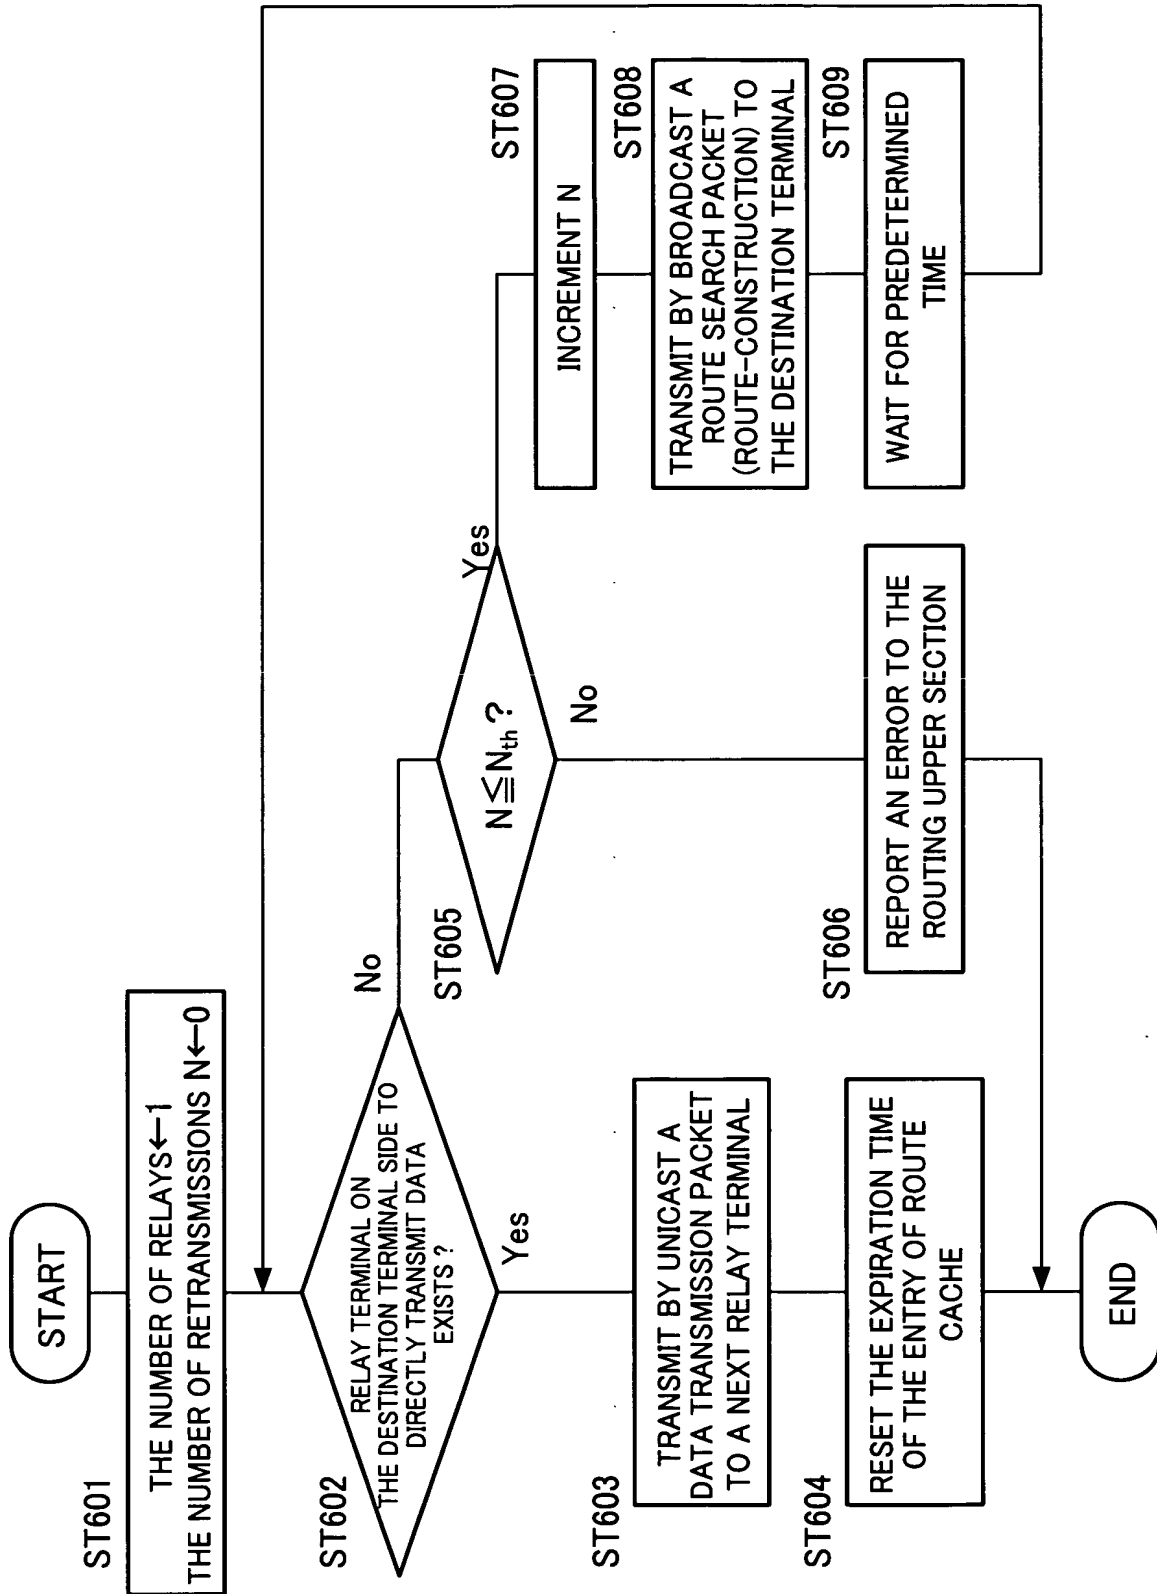 START
ST601
THE NUMBER OF RELAYS←1
THE NUMBER OF RETRANSMISSIONS N←0
ST602
RELAY TERMINAL ON
THE DESTINATION TERMINAL SIDE TO
DIRECTLY TRANSMIT DATA
EXISTS?
No
Yes
ST603
TRANSMIT BY UNICAST A
DATA TRANSMISSION PACKET
TO A NEXT RELAY TERMINAL
ST604
RESET THE EXPIRATION TIME
OF THE ENTRY OF ROUTE
CACHE
END
ST605
N≦Nth?
Yes
No
ST606
REPORT AN ERROR TO THE
ROUTING UPPER SECTION
ST607
INCREMENT N
ST608
TRANSMIT BY BROADCAST A
ROUTE SEARCH PACKET
(ROUTE-CONSTRUCTION) TO
THE DESTINATION TERMINAL
ST609
WAIT FOR PREDETERMINED
TIME